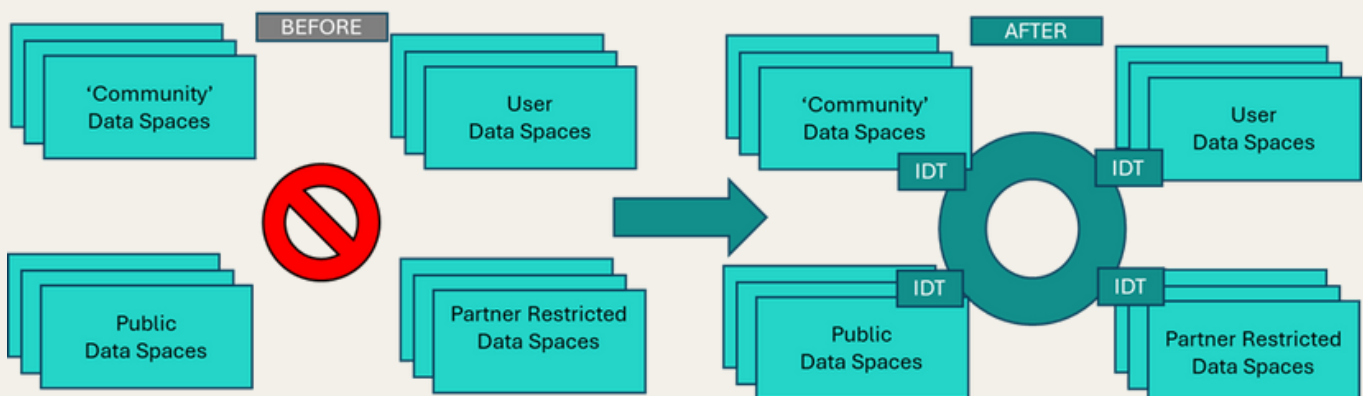 BEFORE
‘Community’
Data Spaces
User
Data Spaces
Public
Data Spaces
Partner Restricted
Data Spaces
AFTER
‘Community’
Data Spaces
User
Data Spaces
IDT
IDT
IDT
IDT
Public
Data Spaces
Partner Restricted
Data Spaces